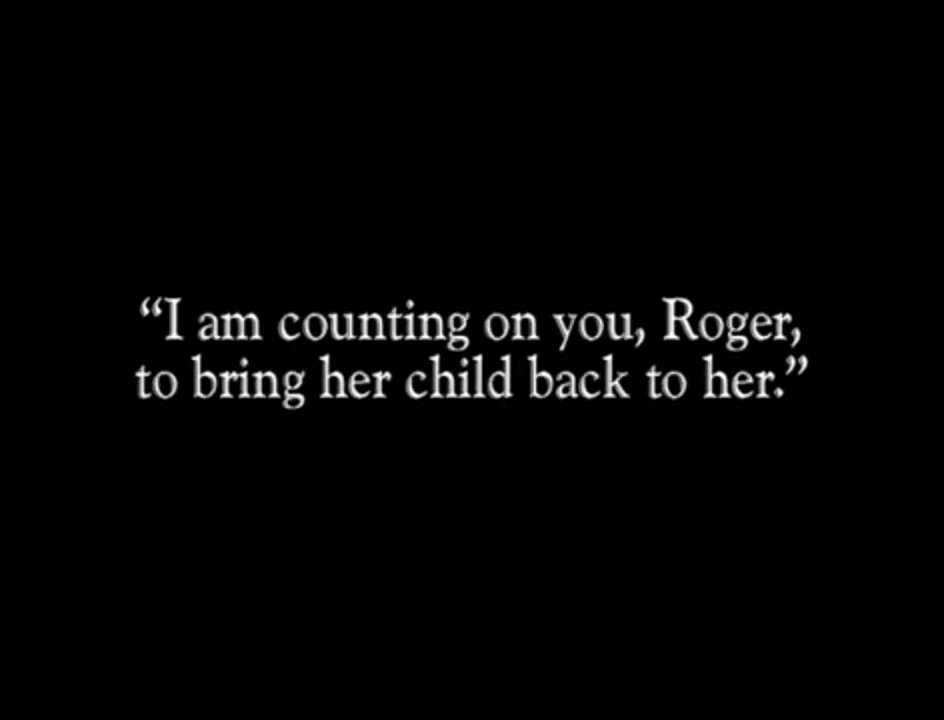 “I am counting on you, Roger,
to bring her child back to her.”